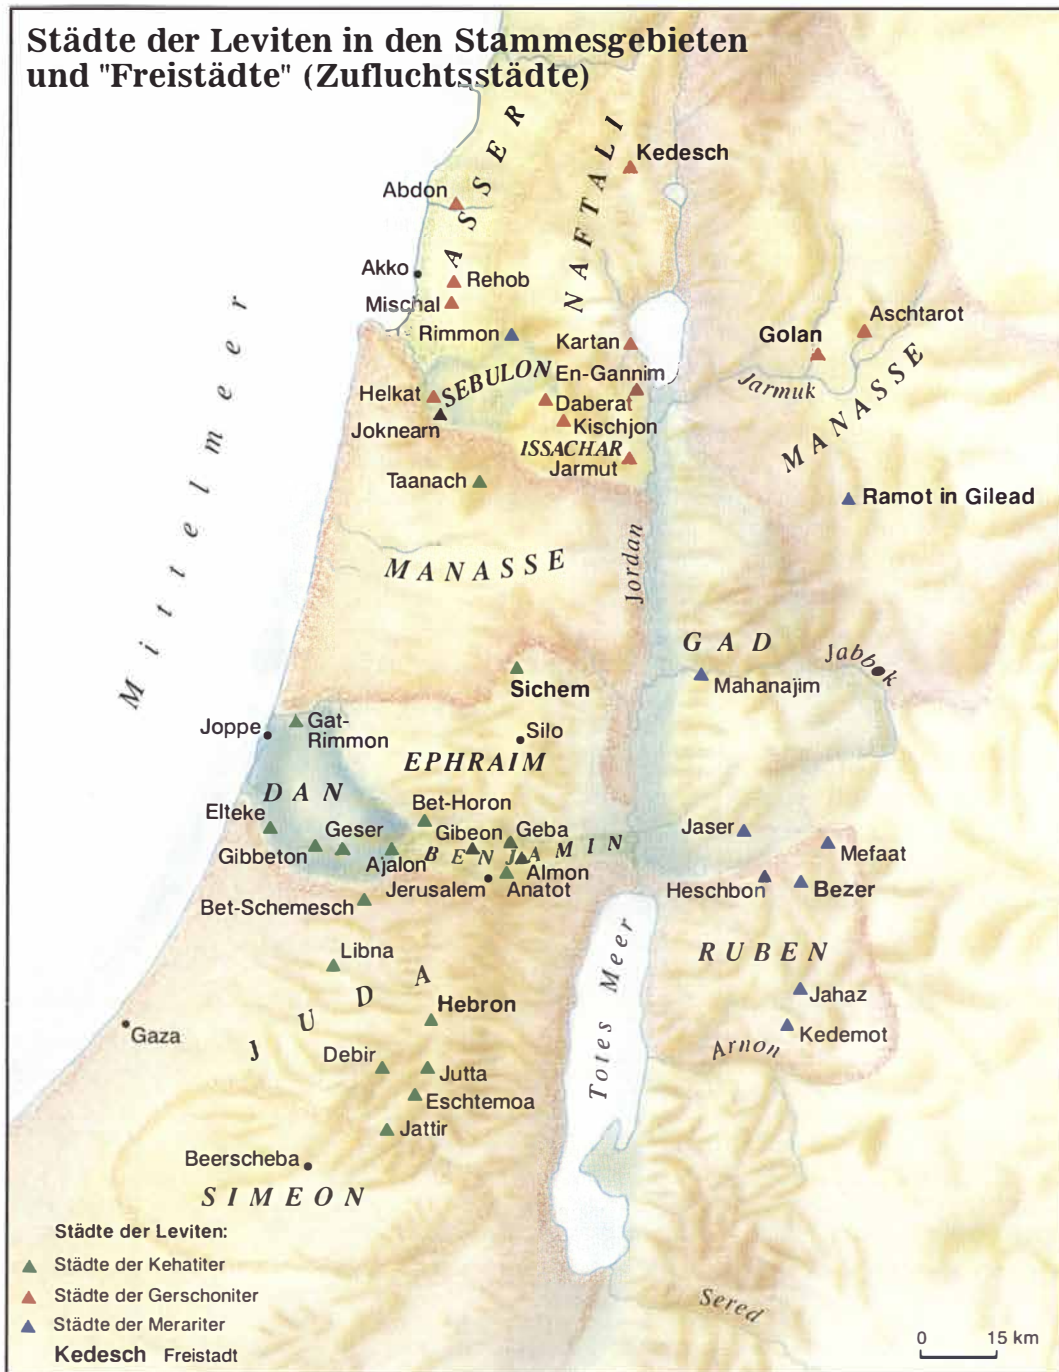 Städte der Leviten in den Stammesgebieten
und "Freistädte" (Zufluchtsstädte)
ASSER
NAFTALI
Kedesch
Abdon
Akko
Rehob
Mischal
Rimmon
Kartan
Golan
Aschtarot
Mittelmeer
SEBULON
En-Gannim
Jarmuk
MANASSE
Helkat
Daberat
Joknearn
Kischjon
ISSACHAR
Jarmut
Taanach
Ramot in Gilead
MANASSE
Jordan
GAD
Jabbok
Sichem
Mahanajim
Joppe
Gat-
Rimmon
Silo
EPHRAIM
DAN
Bet-Horon
Elteke
Geser
Gibeon
Geba
Jaser
Gibbeton
Ajalon
BENJAMIN
Mefaat
Jerusalem
Almon
Anatot
Heschbon
Bezer
Bet-Schemesch
Libna
JUDA
RUBEN
Hebron
Totes Meer
Jahaz
Gaza
Kedemot
Arnon
Debir
Jutta
Eschtemoa
Jattir
Beerscheba
SIMEON
Städte der Leviten:
Städte der Kehatiter
Städte der Gerschoniter
Städte der Merariter
Kedesch Freistadt
Sered
0 15 km